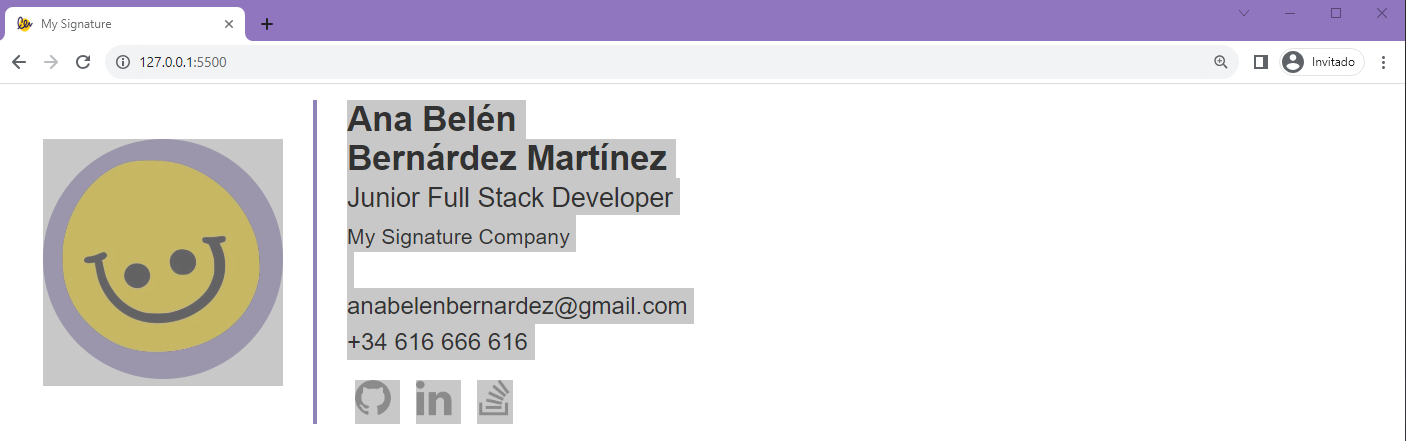 My Signature
127.0.0.1:5500
Invitado
Ana Belén
Bernárdez Martínez
Junior Full Stack Developer
My Signature Company
anabelenbernardez@gmail.com
+34 616 666 616
in